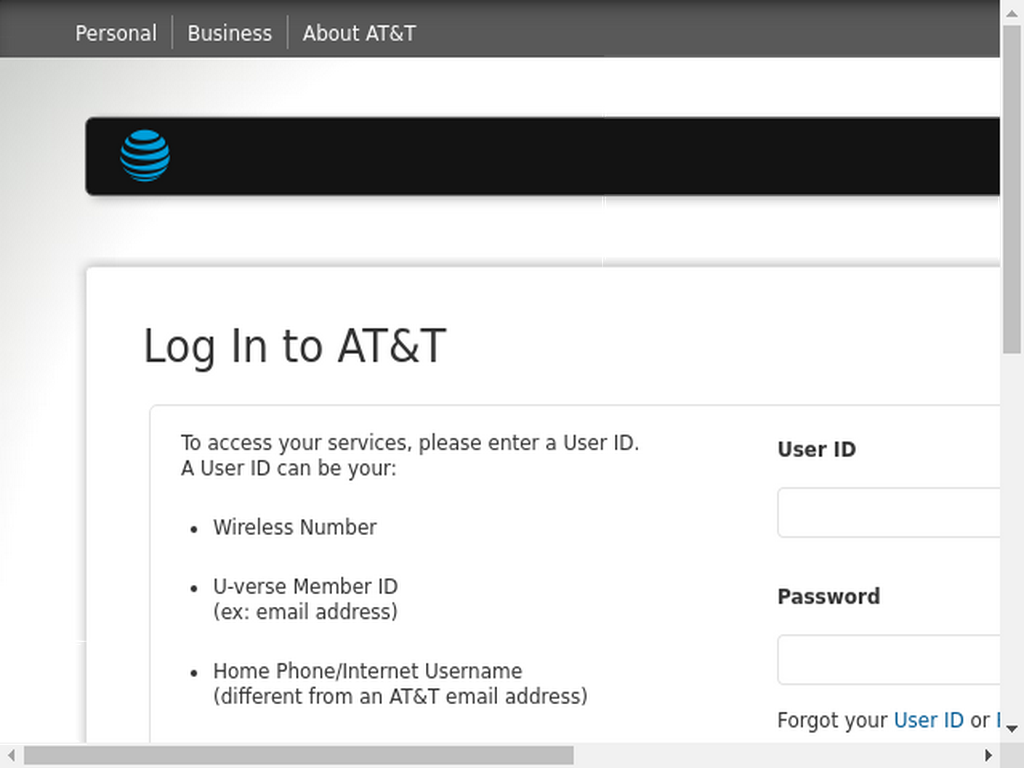 Personal
Business
About AT&T
Log In to AT&T
To access your services, please enter a User ID.
A User ID can be your:
• Wireless Number
• U-verse Member ID
(ex: email address)
• Home Phone/Internet Username
(different from an AT&T email address)
User ID
Password
Forgot your User ID or